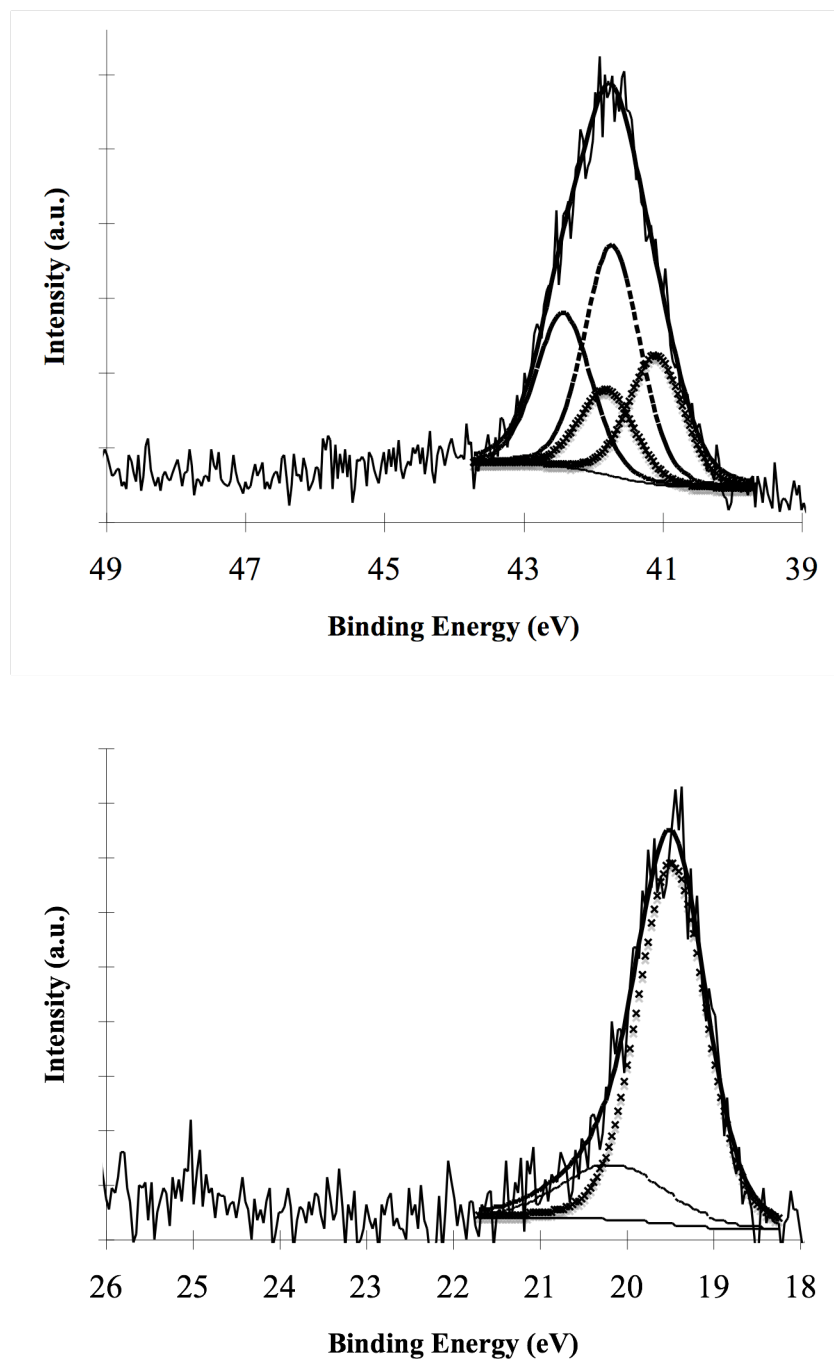 Intensity (a.u.)
49 47 45 43 41 39
Binding Energy (eV)
Intensity (a.u.)
26 25 24 23 22 21 20 19 18
Binding Energy (eV)